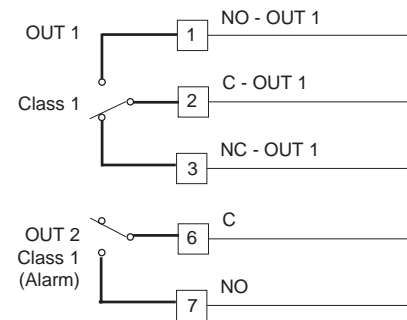 OUT 1
1
NO - OUT 1
Class 1
2
C - OUT 1
3
NC - OUT 1
OUT 2
Class 1
(Alarm)
6
C
7
NO